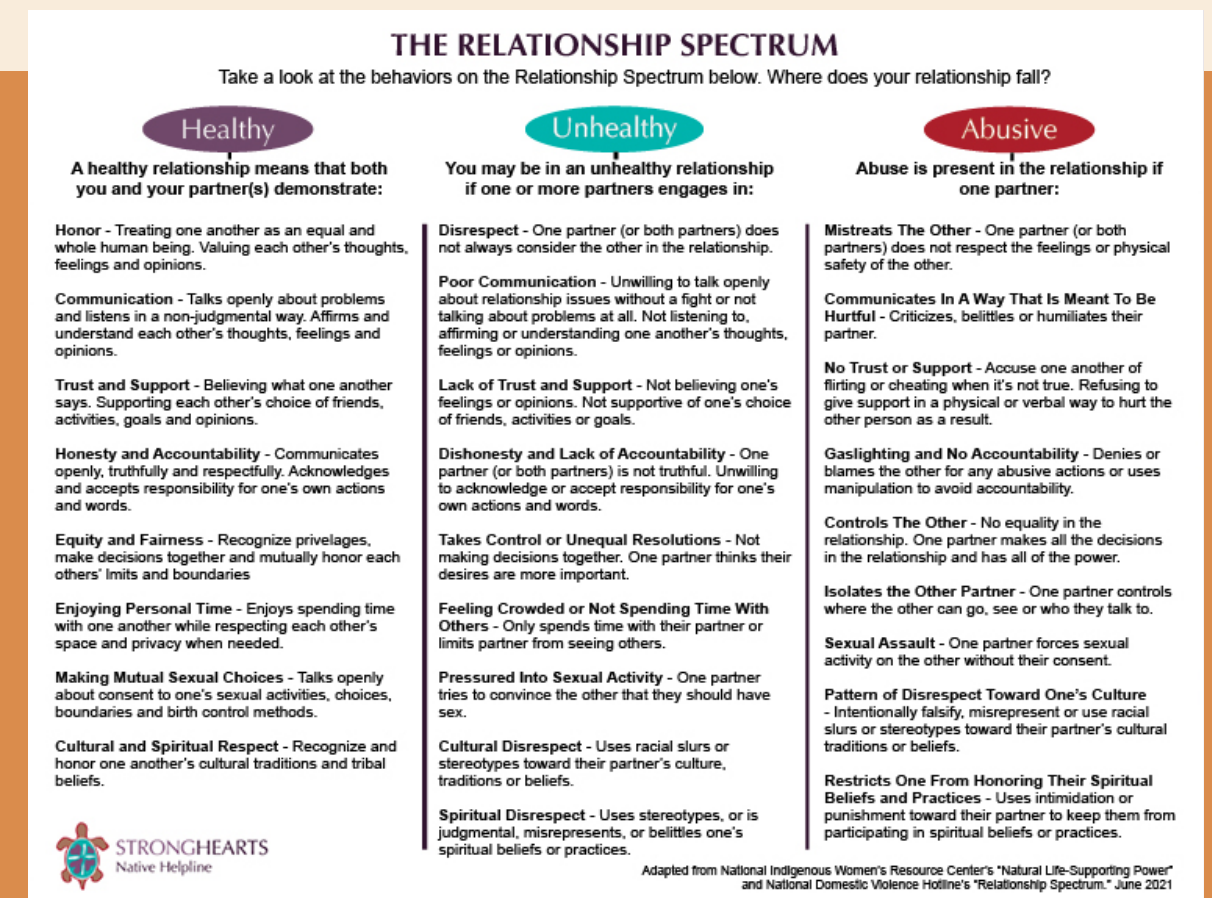 THE RELATIONSHIP SPECTRUM
Take a look at the behaviors on the Relationship Spectrum below. Where does your relationship fall?
Healthy
A healthy relationship means that both
you and your partner(s) demonstrate:
Honor - Treating one another as an equal and
whole human being. Valuing each other's thoughts,
feelings and opinions.
Communication - Talks openly about problems
and listens in a non-judgmental way. Affirms and
understand each other's thoughts, feelings and
opinions.
Trust and Support - Believing what one another
says. Supporting each other's choice of friends,
activities, goals and opinions.
Honesty and Accountability - Communicates
openly, truthfully and respectfully. Acknowledges
and accepts responsibility for one's own actions
and words.
Equity and Fairness - Recognize privelages,
make decisions together and mutually honor each
others' lmits and boundaries
Enjoying Personal Time - Enjoys spending time
with one another while respecting each other's
space and privacy when needed.
Making Mutual Sexual Choices - Talks openly
about consent to one's sexual activities, choices,
boundaries and birth control methods.
Cultural and Spiritual Respect - Recognize and
honor one another's cultural traditions and tribal
beliefs.
Unhealthy
You may be in an unhealthy relationship
if one or more partners engages in:
Disrespect - One partner (or both partners) does
not always consider the other in the relationship.
Poor Communication - Unwilling to talk openly
about relationship issues without a fight or not
talking about problems at all. Not listening to,
affirming or understanding one another's thoughts,
feelings or opinions.
Lack of Trust and Support - Not believing one's
feelings or opinions. Not supportive of one's choice
of friends, activities or goals.
Dishonesty and Lack of Accountability - One
partner (or both partners) is not truthful. Unwilling
to acknowledge or accept responsibility for one's
own actions and words.
Takes Control or Unequal Resolutions - Not
making decisions together. One partner thinks their
desires are more important.
Feeling Crowded or Not Spending Time With
Others - Only spends time with their partner or
limits partner from seeing others.
Pressured Into Sexual Activity - One partner
tries to convince the other that they should have
sex.
Cultural Disrespect - Uses racial slurs or
stereotypes toward their partner's culture,
traditions or beliefs.
Spiritual Disrespect - Uses stereotypes, or is
judgmental, misrepresents, or belittles one's
spiritual beliefs or practices.
Abusive
Abuse is present in the relationship if
one partner:
Mistreats The Other - One partner (or both
partners) does not respect the feelings or physical
safety of the other.
Communicates In A Way That Is Meant To Be
Hurtful - Criticizes, belittles or humiliates their
partner.
No Trust or Support - Accuse one another of
flirting or cheating when it's not true. Refusing to
give support in a physical or verbal way to hurt the
other person as a result.
Gaslighting and No Accountability - Denies or
blames the other for any abusive actions or uses
manipulation to avoid accountability.
Controls The Other - No equality in the
relationship. One partner makes all the decisions
in the relationship and has all of the power.
Isolates the Other Partner - One partner controls
where the other can go, see or who they talk to.
Sexual Assault - One partner forces sexual
activity on the other without their consent.
Pattern of Disrespect Toward One's Culture
- Intentionally falsify, misrepresent or use racial
slurs or stereotypes toward their partner's cultural
traditions or beliefs.
Restricts One From Honoring Their Spiritual
Beliefs and Practices - Uses intimidation or
punishment toward their partner to keep them from
participating in spiritual beliefs or practices.
STRONGHEARTS
Native Helpline
Adapted from National Indigenous Women's Resource Center's "Natural Life-Supporting Power"
and National Domestic Violence Hotline's "Relationship Spectrum." June 2021